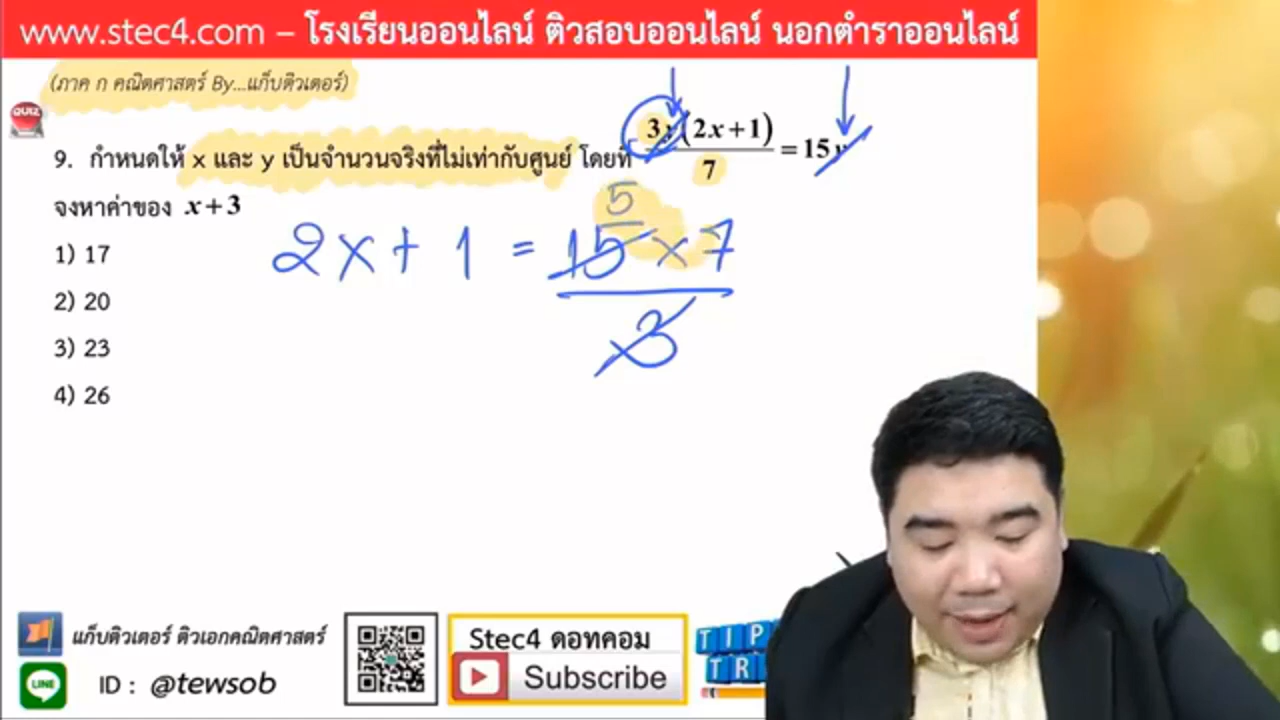 www.stec4.com – โรงเรียนออนไลน์ ติวสอบออนไลน์ นอกตำราออนไลน์
(ภาค ก คณิตศาสตร์ By...แก็บติวเตอร์)
QUIZ
9. กำหนดให้ x และ y เป็นจำนวนจริงที่ไม่เท่ากับศูนย์ โดยที่ 3y(2x+1)/7 = 15y
จงหาค่าของ x+3
5
2x + 1 = 15 x 7
3
1) 17
2) 20
3) 23
4) 26
แก็บติวเตอร์ ติวเอกคณิตศาสตร์
LINE ID : @tewsob
Stec4 ดอทคอม
Subscribe
TIP
TR